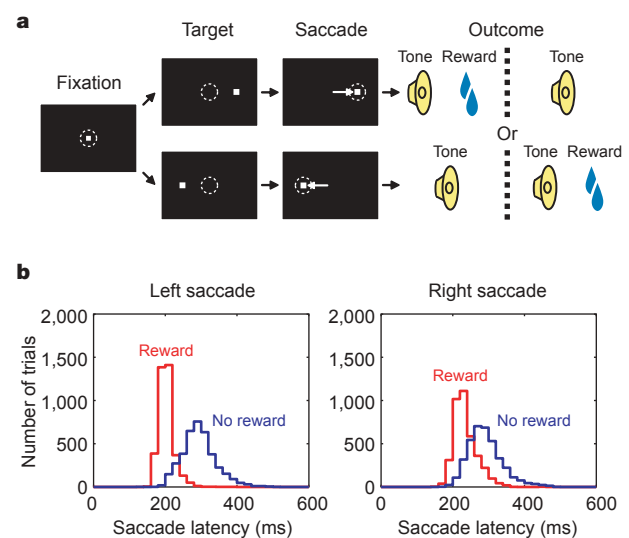 a
Target Saccade Outcome
Fixation
Tone Reward Tone
Or
Tone Tone Reward
b
Left saccade Right saccade
Number of trials
2,000
1,500
1,000
500
0
Reward
No reward
0 200 400 600
Saccade latency (ms)
2,000
1,500
1,000
500
0
Reward
No reward
0 200 400 600
Saccade latency (ms)